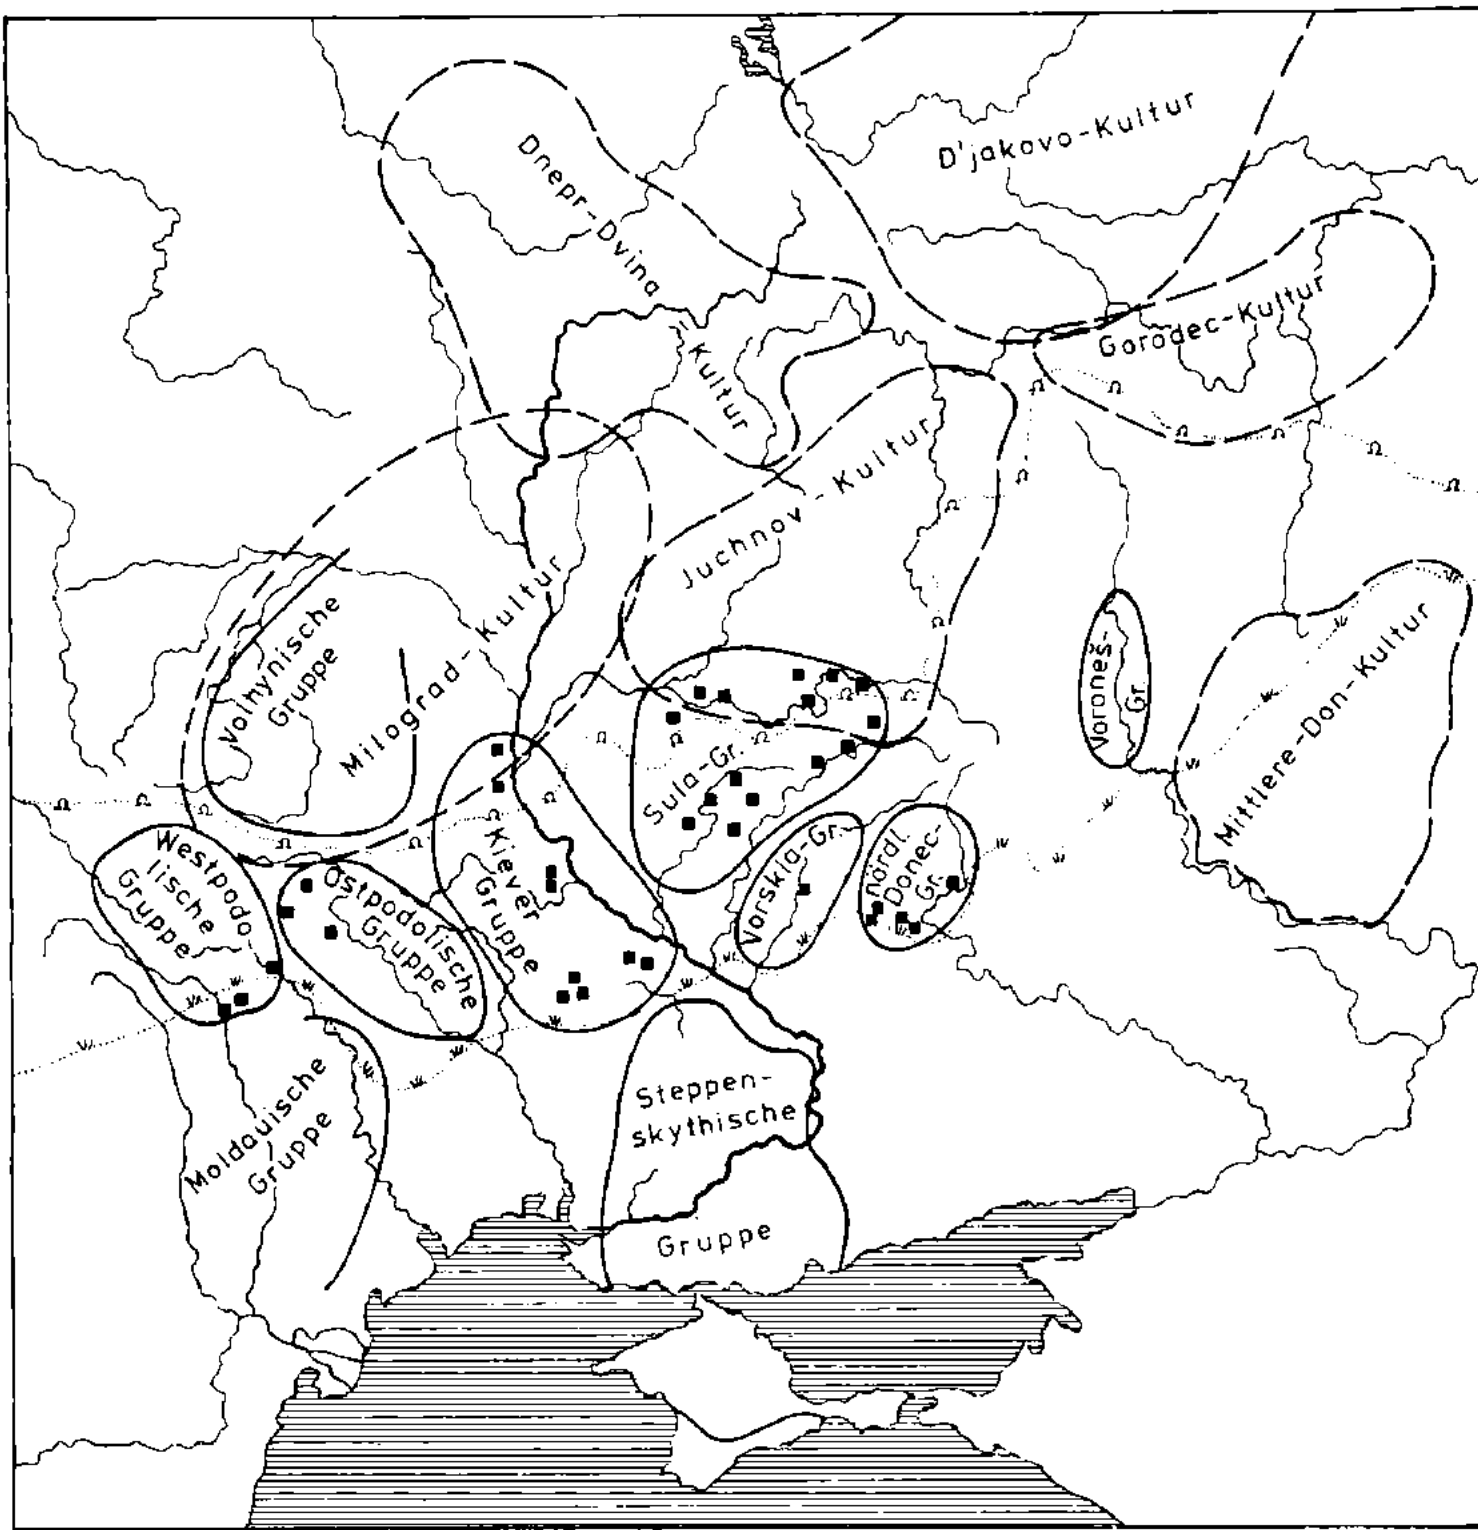 D'jakovo-Kultur
Dnepr-Dvina
-Kultur
Gorodec-Kultur
Juchnov-Kultur
Milograd-Kultur
Volhynische
Gruppe
Voroneš-
Gr.
Mittlere-Don-Kultur
Sula-Gr.
Vorskla-Gr.
nördl.
Donec-
Gr.
Kiever
Gruppe
Westpodo
lische
Gruppe
Ostpodolische
Gruppe
Moldauische
Gruppe
Steppen-
skythische
Gruppe